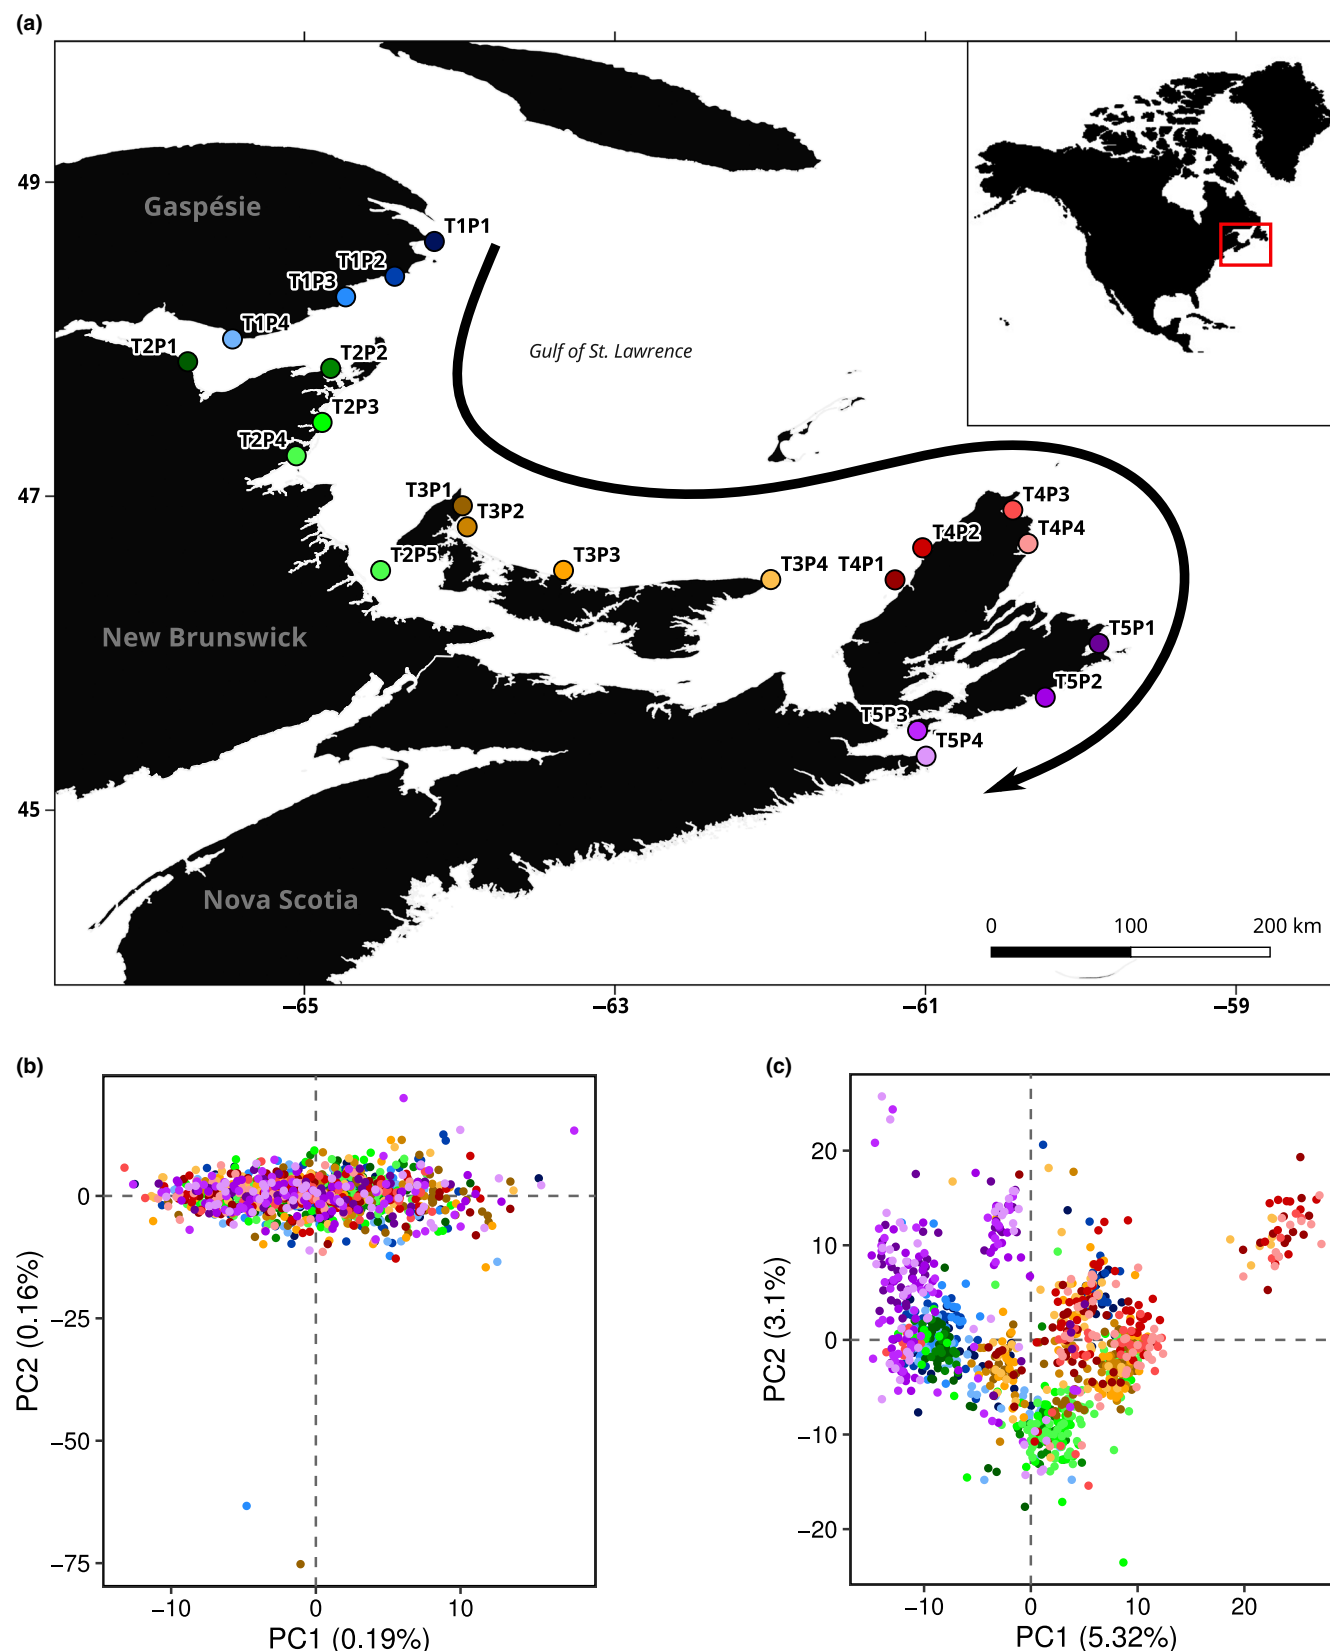 (a)
49
47
45
Gaspésie
T1P1
T1P2
T1P3
T1P4
T2P1
T2P2
T2P3
T2P4
Gulf of St. Lawrence
T3P1
T3P2
T2P5
T3P3
T3P4
T4P1
T4P2
T4P3
T4P4
New Brunswick
T5P1
T5P2
T5P3
T5P4
Nova Scotia
0 100 200 km
−65 −63 −61 −59
(b)
PC2 (0.16%)
0
−25
−50
−75
−10 0 10
PC1 (0.19%)
(c)
PC2 (3.1%)
20
10
0
−10
−20
−10 0 10 20
PC1 (5.32%)